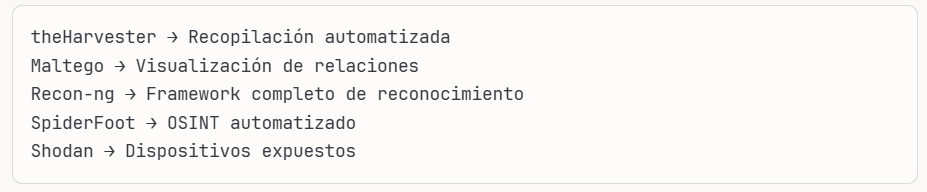 theHarvester → Recopilación automatizada
Maltego → Visualización de relaciones
Recon-ng → Framework completo de reconocimiento
SpiderFoot → OSINT automatizado
Shodan → Dispositivos expuestos